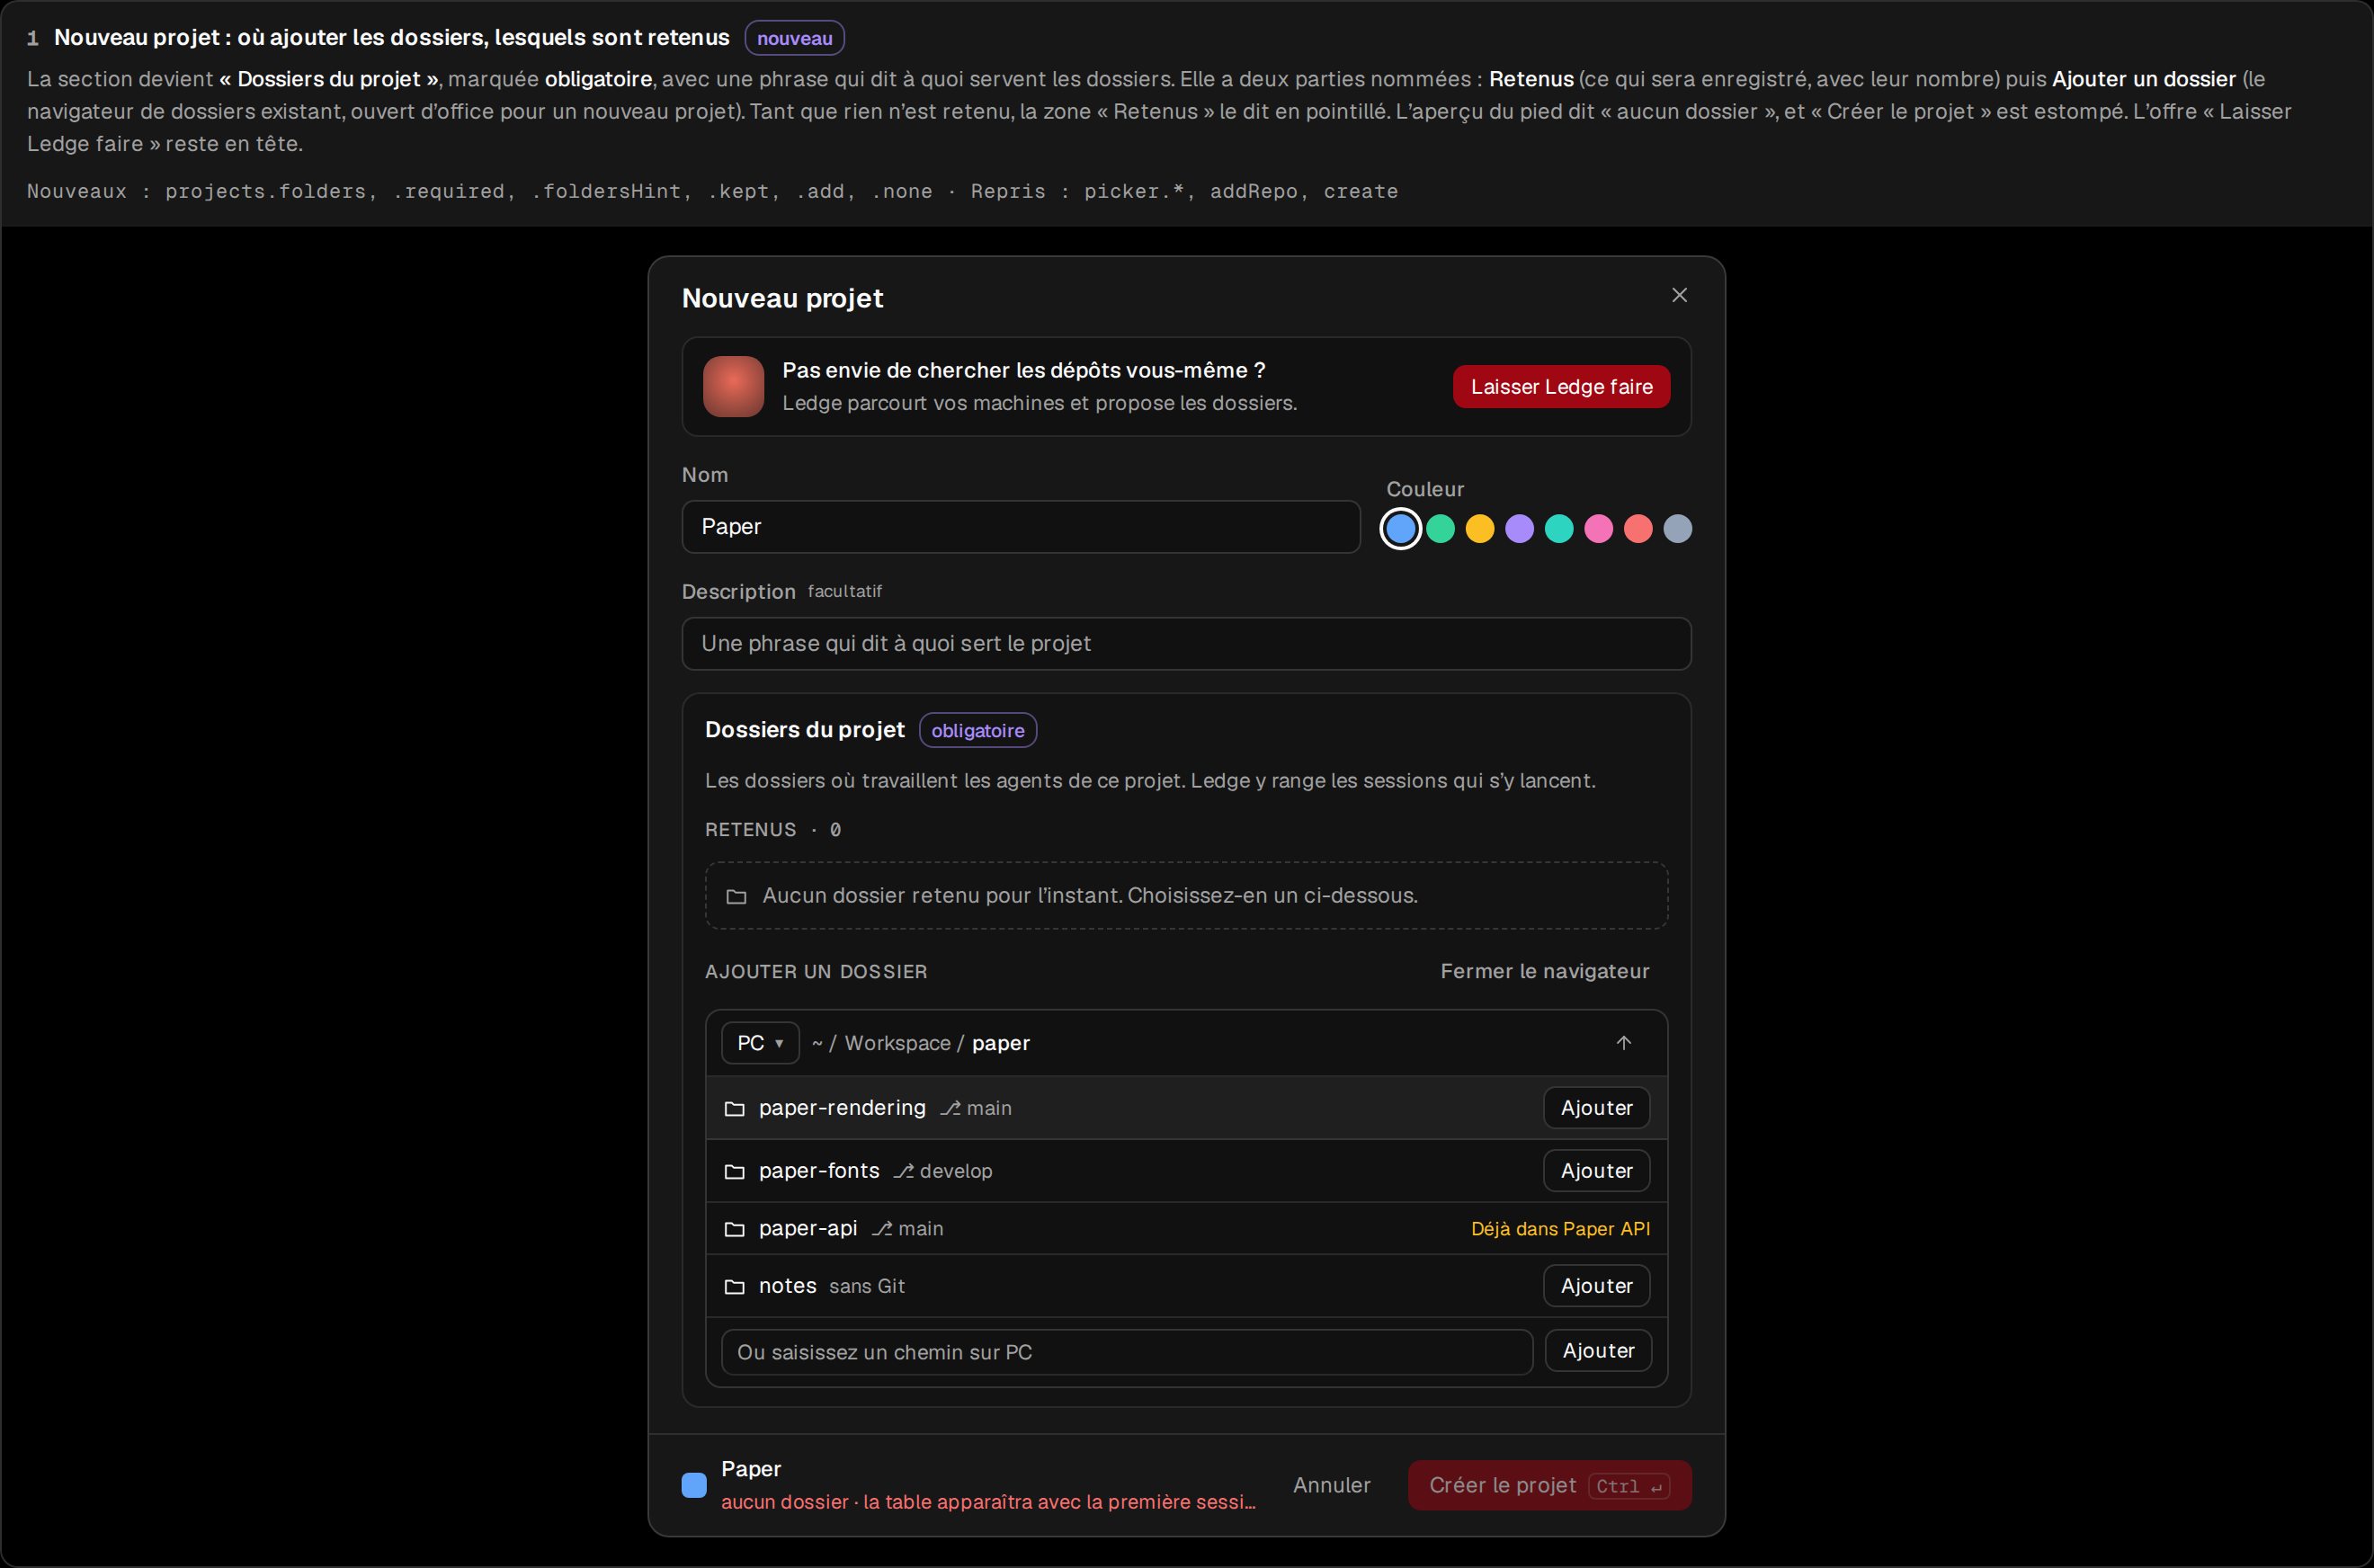 1 Nouveau projet : où ajouter les dossiers, lesquels sont retenus nouveau
La section devient « Dossiers du projet », marquée obligatoire, avec une phrase qui dit à quoi servent les dossiers. Elle a deux parties nommées : Retenus (ce qui sera enregistré, avec leur nombre) puis Ajouter un dossier (le
navigateur de dossiers existant, ouvert d’office pour un nouveau projet). Tant que rien n’est retenu, la zone « Retenus » le dit en pointillé. L’aperçu du pied dit « aucun dossier », et « Créer le projet » est estompé. L’offre « Laisser
Ledge faire » reste en tête.
Nouveaux : projects.folders, .required, .foldersHint, .kept, .add, .none · Repris : picker.*, addRepo, create
Nouveau projet
Pas envie de chercher les dépôts vous-même ?
Ledge parcourt vos machines et propose les dossiers.
Laisser Ledge faire
Nom
Couleur
Paper
Description facultatif
Une phrase qui dit à quoi sert le projet
Dossiers du projet obligatoire
Les dossiers où travaillent les agents de ce projet. Ledge y range les sessions qui s’y lancent.
RETENUS · 0
Aucun dossier retenu pour l’instant. Choisissez-en un ci-dessous.
AJOUTER UN DOSSIER Fermer le navigateur
PC ▾ ~ / Workspace / paper ↑
paper-rendering ⎇ main Ajouter
paper-fonts ⎇ develop Ajouter
paper-api ⎇ main Déjà dans Paper API
notes sans Git Ajouter
Ou saisissez un chemin sur PC Ajouter
Paper
aucun dossier · la table apparaîtra avec la première sessi…
Annuler
Créer le projet Ctrl ↵